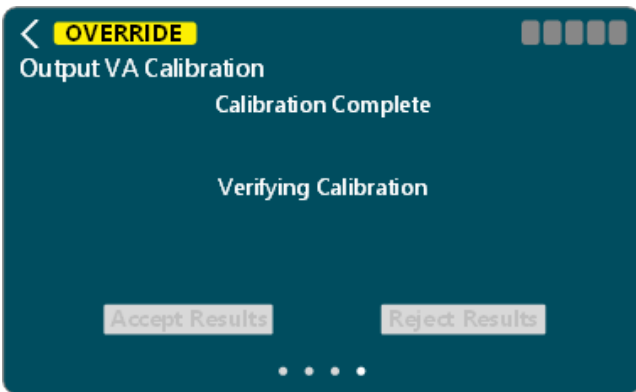 OVERRIDE
Output VA Calibration
Calibration Complete
Verifying Calibration
Accept Results Reject Results